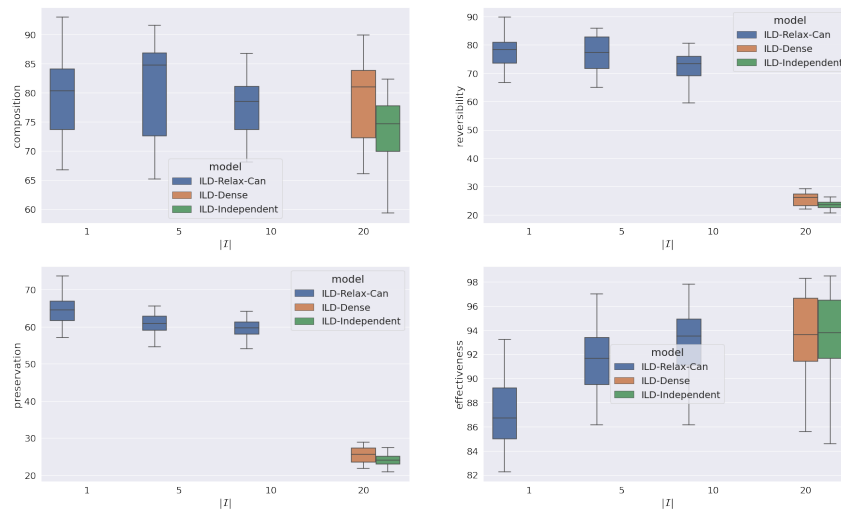 composition
90
85
80
75
70
65
60
model
ILD-Relax-Can
ILD-Dense
ILD-Independent
1
5
10
20
|I|
reversibility
90
80
70
60
50
40
30
20
model
ILD-Relax-Can
ILD-Dense
ILD-Independent
1
5
10
20
|I|
preservation
70
60
50
40
30
20
model
ILD-Relax-Can
ILD-Dense
ILD-Independent
1
5
10
20
|I|
effectiveness
98
96
94
92
90
88
86
84
82
model
ILD-Relax-Can
ILD-Dense
ILD-Independent
1
5
10
20
|I|